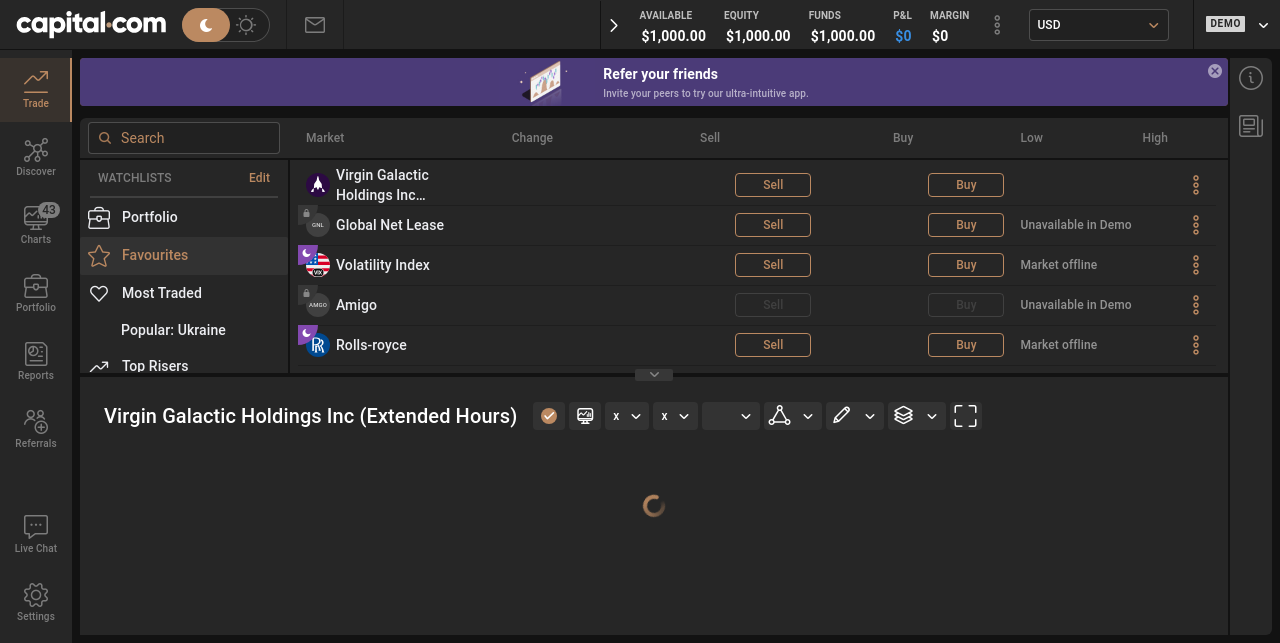 capital.com
AVAILABLE EQUITY FUNDS P&L MARGIN
$1,000.00 $1,000.00 $1,000.00 $0 $0
USD
DEMO
Trade
Discover
43
Charts
Portfolio
Reports
Referrals
Live Chat
Settings
Refer your friends
Invite your peers to try our ultra-intuitive app.
Search
WATCHLISTS Edit
Portfolio
Favourites
Most Traded
Popular: Ukraine
Top Risers
Market Change Sell Buy Low High
Virgin Galactic
Holdings Inc...
Sell Buy
GNL Global Net Lease Sell Buy Unavailable in Demo
VIX Volatility Index Sell Buy Market offline
AMGO Amigo Sell Buy Unavailable in Demo
RR Rolls-royce Sell Buy Market offline
Virgin Galactic Holdings Inc (Extended Hours) x x